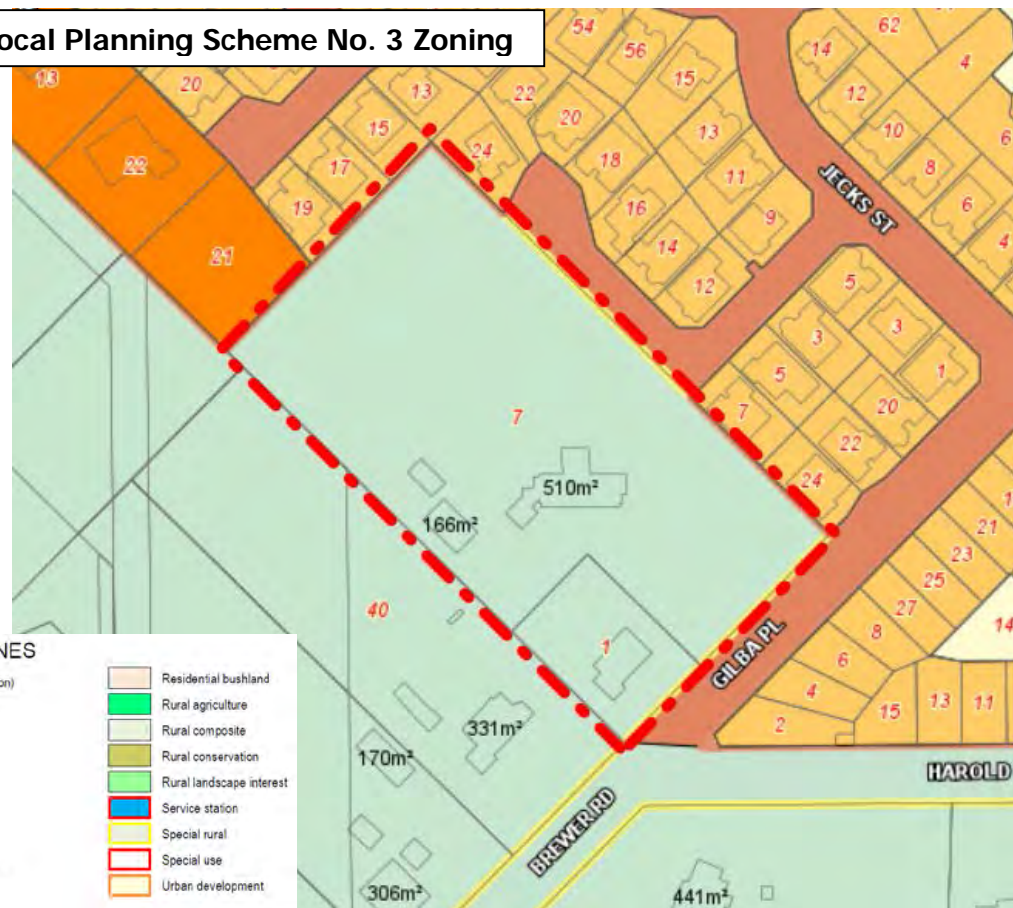 ocal Planning Scheme No. 3 Zoning
54
62
13
20
56
14
4
13
22
15
12
15
20
6
22
17
24
13
10
18
11
8
19
16
9
JECKS ST
6
21
14
4
12
5
3
3
1
7
5
20
7
22
510m²
24
166m²
1
21
23
40
25
14
1
27
8
GILBA PL
6
NES
on)
Residential bushland
Rural agriculture
Rural composite
Rural conservation
Rural landscape interest
Service station
Special rural
Special use
Urban development
4
15
13
11
2
331m²
170m²
HAROLD
BREWER RD
306m²
441m²